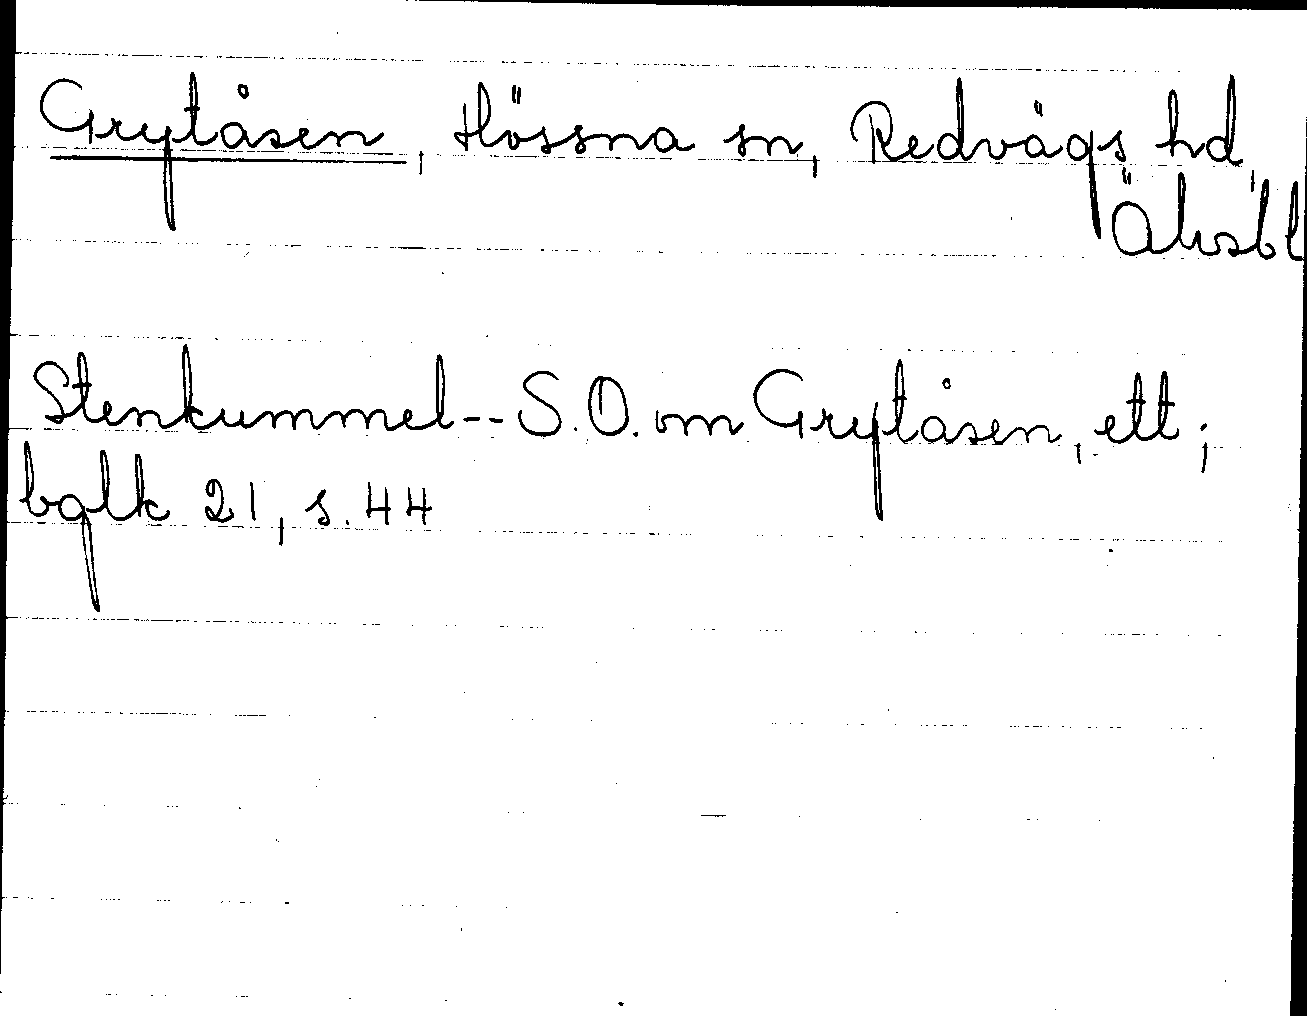 Grytåsen, Hössna sn, Redvägs hd,
Älvsbl
Stenkummel--S.O. om Grytåsen, ett;
bglk 21, s. 44